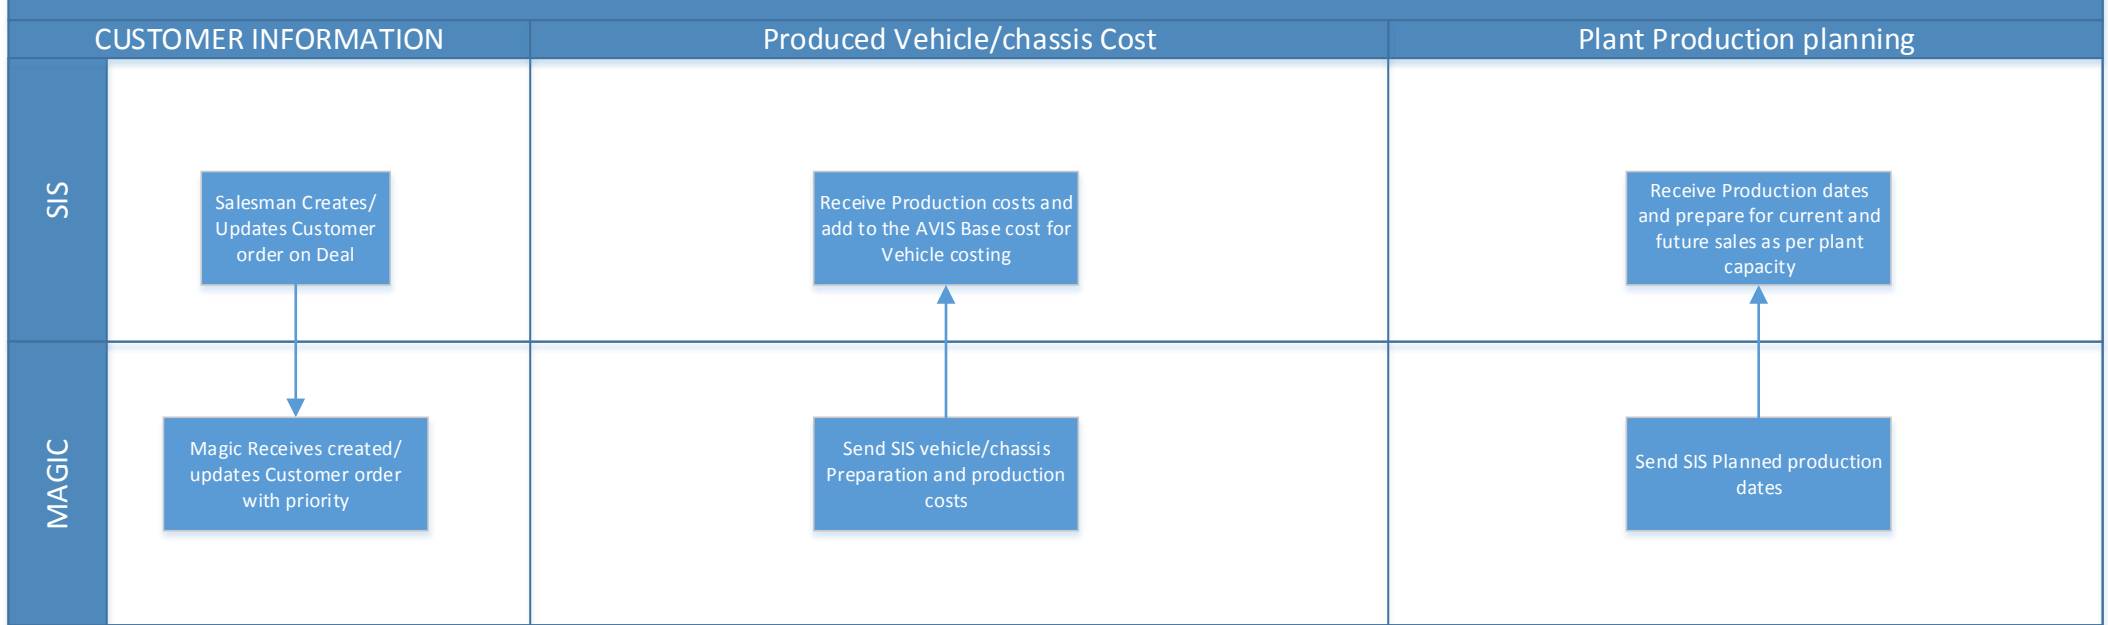 CUSTOMER INFORMATION
Produced Vehicle/chassis Cost
Plant Production planning
SIS
Salesman Creates/
Updates Customer
order on Deal
Receive Production costs and
add to the AVIS Base cost for
Vehicle costing
Receive Production dates
and prepare for current and
future sales as per plant
capacity
MAGIC
Magic Receives created/
updates Customer order
with priority
Send SIS vehicle/chassis
Preparation and production
costs
Send SIS Planned production
dates